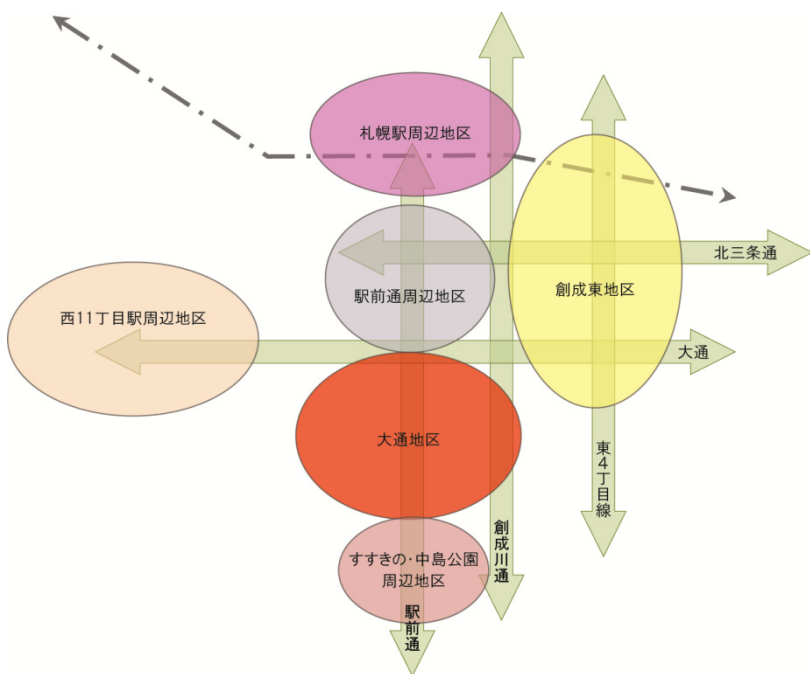 札幌駅周辺地区
北三条通
駅前通周辺地区
創成東地区
西11丁目駅周辺地区
大通
大通地区
東4丁目線
創成川通
すすきの・中島公園
周辺地区
駅前通